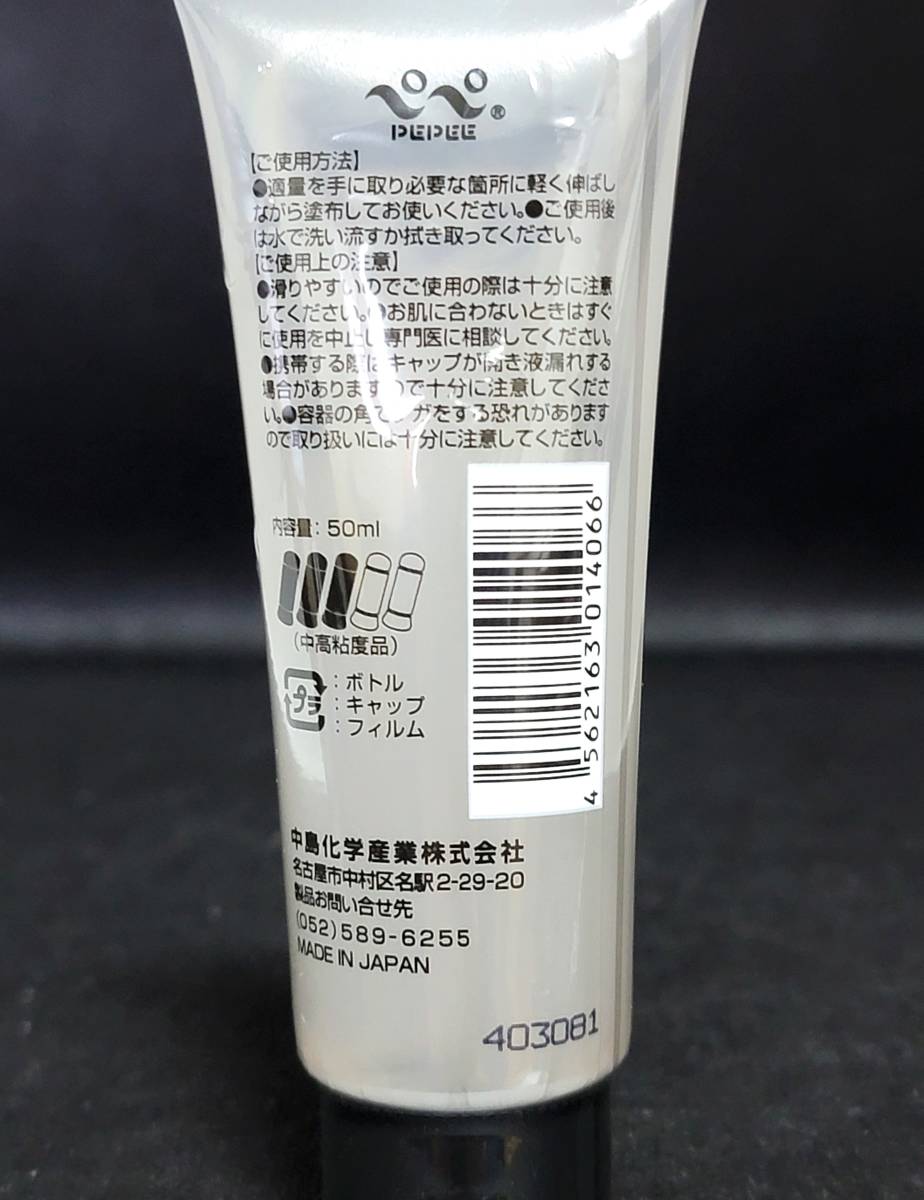 ペペ®
PEPEE
【ご使用方法】
●適量を手に取り必要な箇所に軽く伸ばし
ながら塗布してお使いください。●ご使用後
は水で洗い流すか拭き取ってください。
【ご使用上の注意】
●滑りやすいのでご使用の際は十分に注意
してください。●お肌に合わないときはすぐ
に使用を中止し専門医に相談してください。
●携帯する際はキャップが開き液漏れする
場合がありますので十分に注意してくださ
い。●容器の角でケガをする恐れがあります
ので取り扱いには十分に注意してください。
内容量：50ml
（中高粘度品）
プラ
：ボトル
：キャップ
：フィルム
4 562163 014066
中島化学産業株式会社
名古屋市中村区名駅2-29-20
製品お問い合せ先
(052)589-6255
MADE IN JAPAN
403081